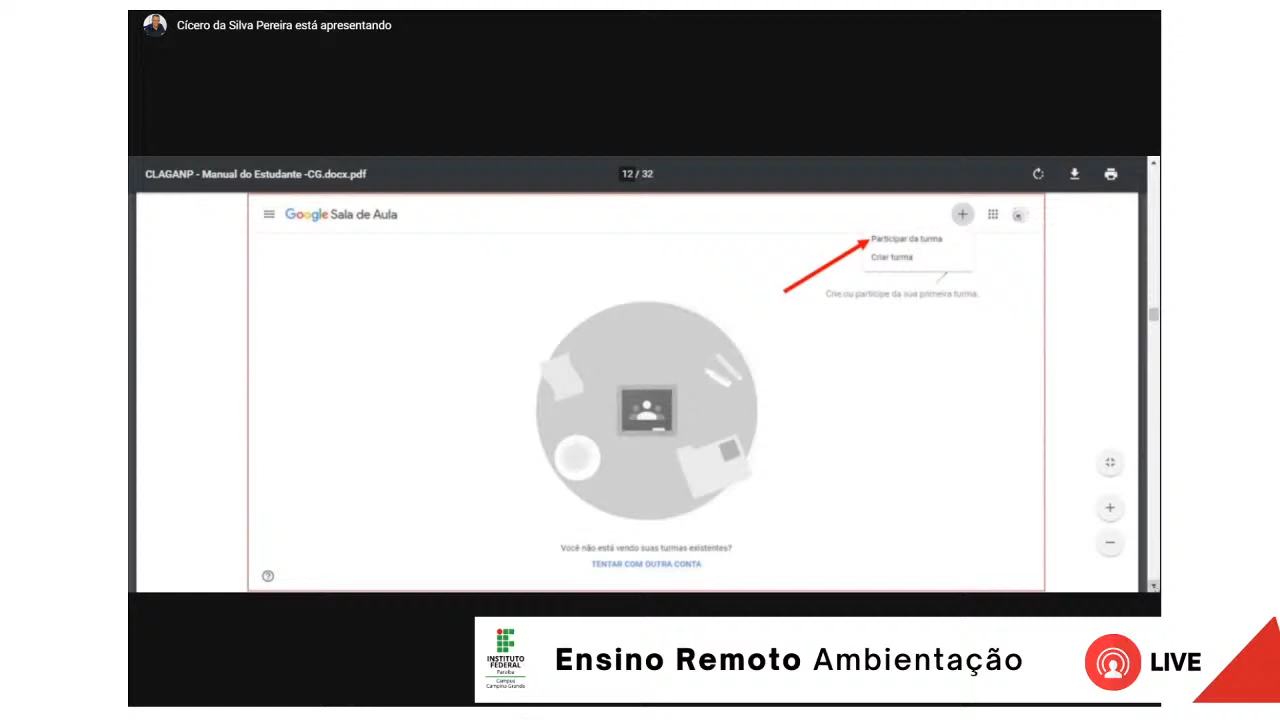 Cícero da Silva Pereira está apresentando
CLAGANP - Manual do Estudante -CG.docx.pdf
12 / 32
Google Sala de Aula
Participar da turma
Criar turma
Crie ou participe da sua primeira turma.
Você não está vendo suas turmas existentes?
TENTAR COM OUTRA CONTA
INSTITUTO
FEDERAL
Paraíba
Campus
Campina Grande
Ensino Remoto Ambientação
LIVE